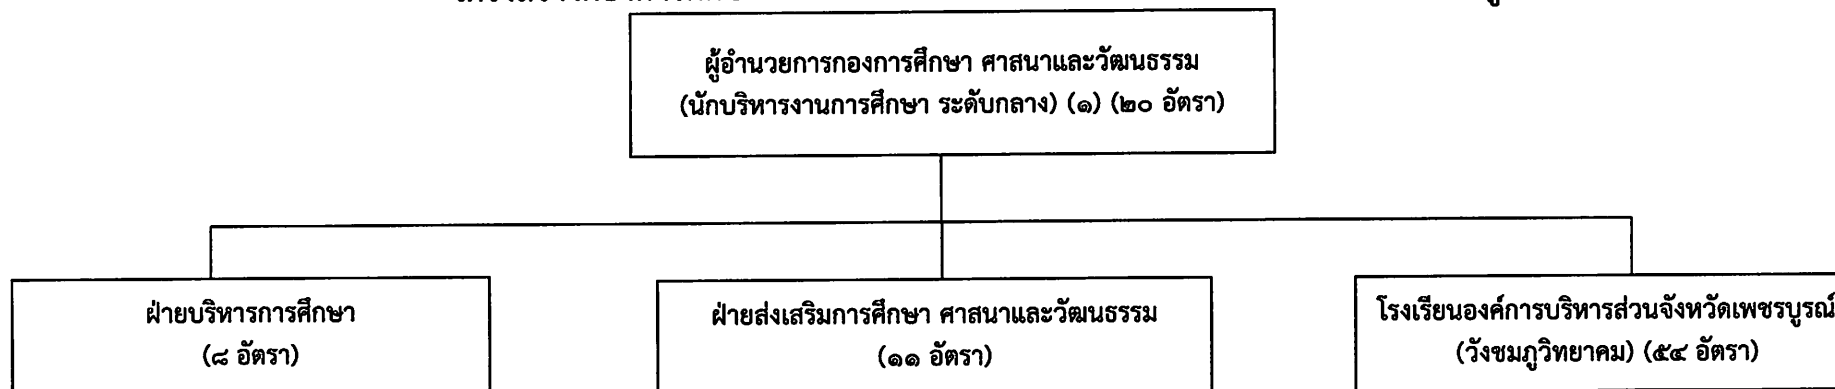 ผู้อำนวยการกองการศึกษา ศาสนาและวัฒนธรรม
(นักบริหารงานการศึกษา ระดับกลาง) (๑) (๒๐ อัตรา)
ฝ่ายบริหารการศึกษา
(๘ อัตรา)
ฝ่ายส่งเสริมการศึกษา ศาสนาและวัฒนธรรม
(๑๑ อัตรา)
โรงเรียนองค์การบริหารส่วนจังหวัดเพชรบูรณ์
(วังชมภูวิทยาคม) (๕๔ อัตรา)